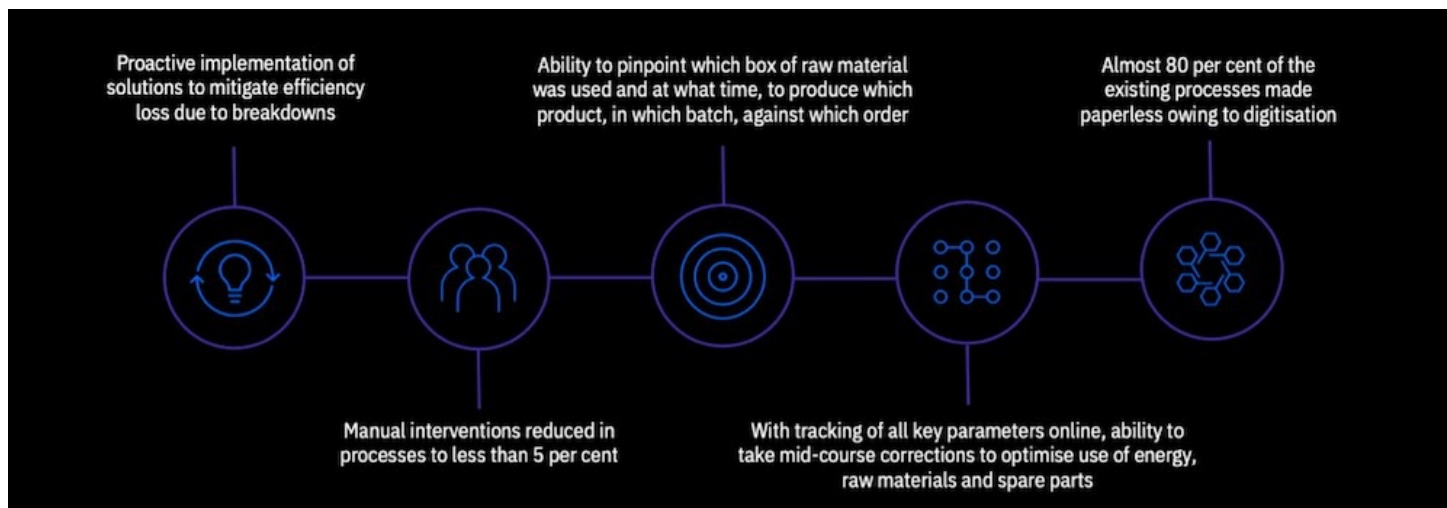 Proactive implementation of
solutions to mitigate efficiency
loss due to breakdowns
Manual interventions reduced in
processes to less than 5 per cent
Ability to pinpoint which box of raw material
was used and at what time, to produce which
product, in which batch, against which order
With tracking of all key parameters online, ability to
take mid-course corrections to optimise use of energy,
raw materials and spare parts
Almost 80 per cent of the
existing processes made
paperless owing to digitisation